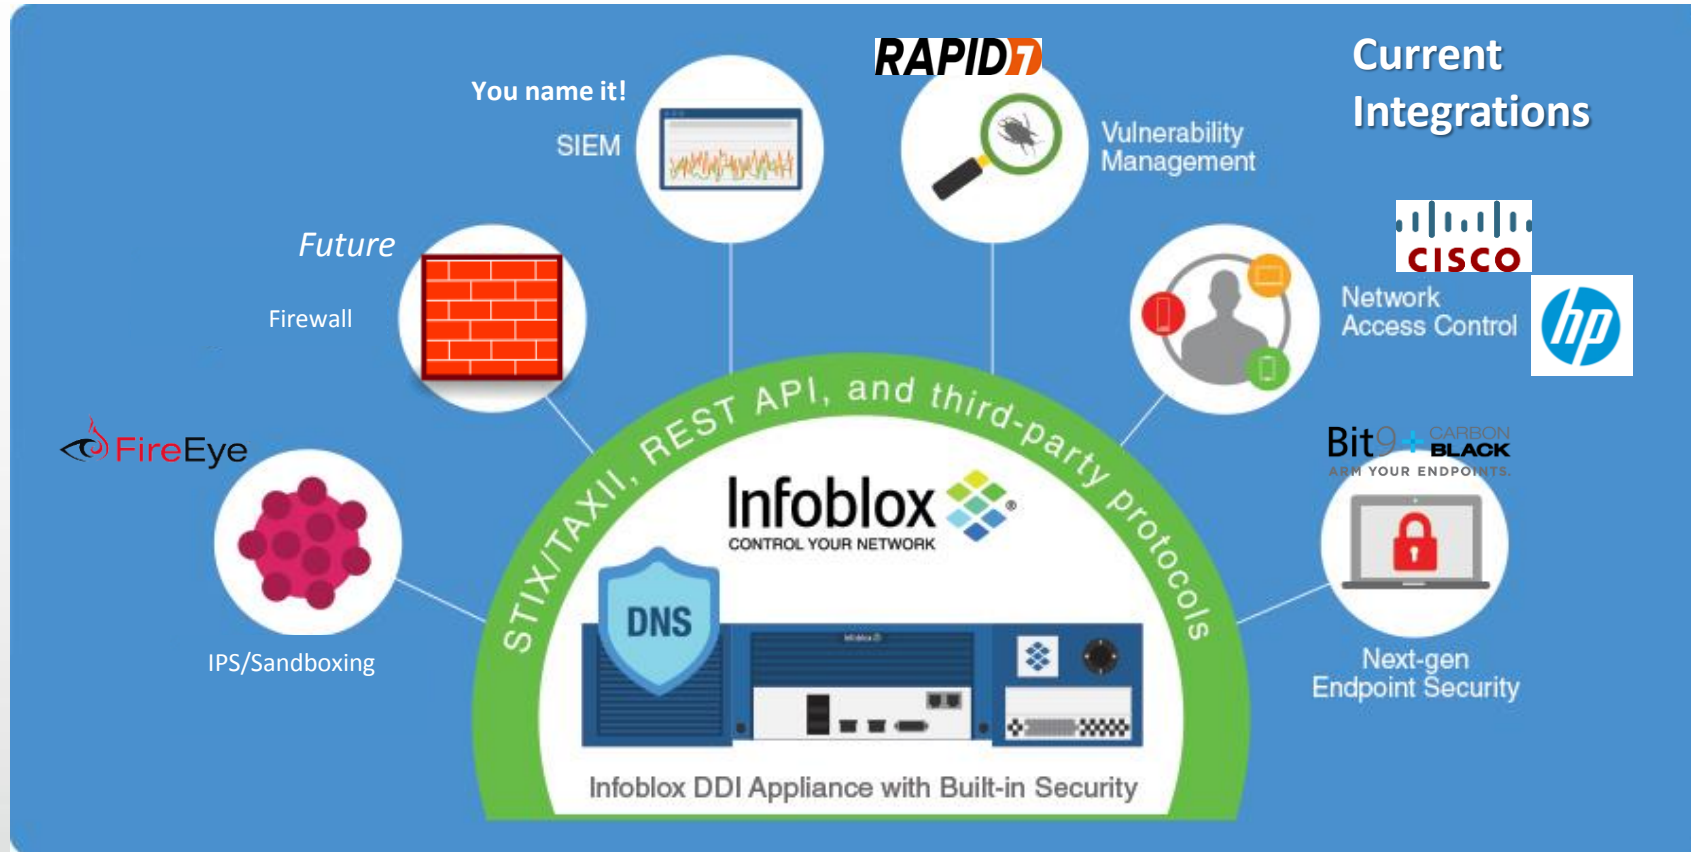 Current
Integrations
RAPID7
You name it!
SIEM
Vulnerability
Management
Future
Firewall
CISCO
Network
Access Control
hp
FireEye
IPS/Sandboxing
Bit9 + CARBON
BLACK
ARM YOUR ENDPOINTS.
Next-gen
Endpoint Security
STIX/TAXII, REST API, and third-party protocols
Infoblox ®
CONTROL YOUR NETWORK
DNS
Infoblox
Infoblox DDI Appliance with Built-in Security